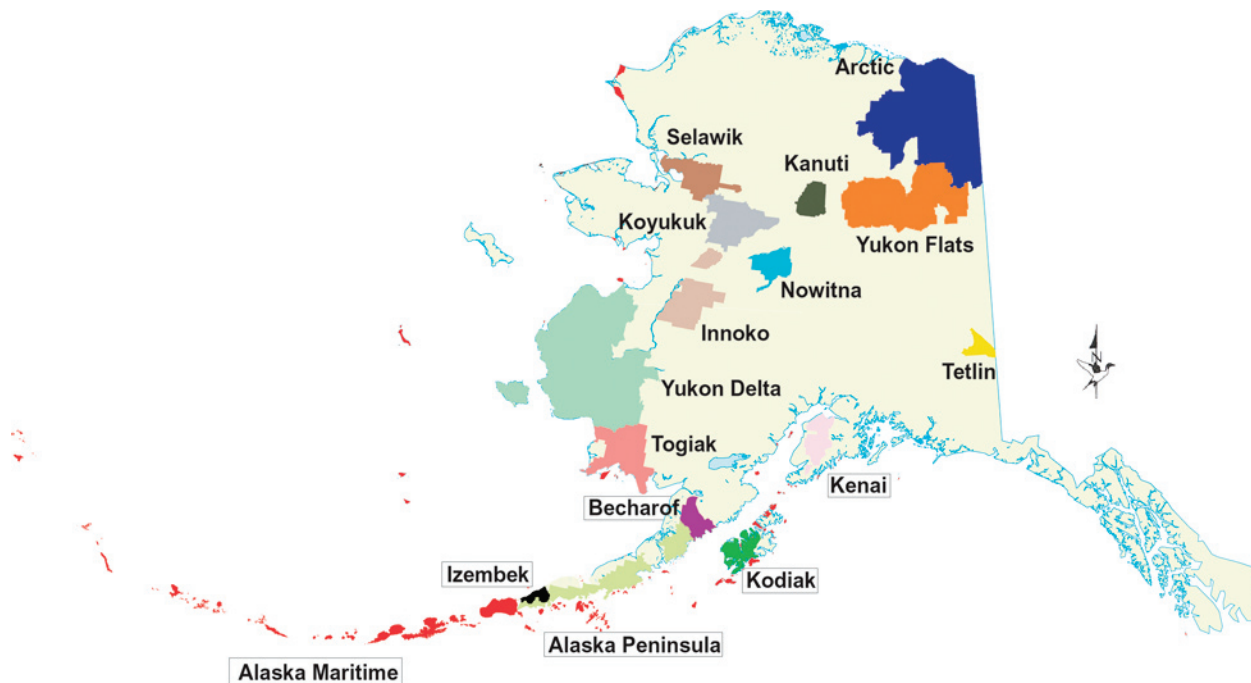 Arctic
Selawik
Kanuti
Koyukuk
Yukon Flats
Nowitna
Innoko
N
Tetlin
Yukon Delta
Togiak
Kenai
Becharof
Izembek
Kodiak
Alaska Peninsula
Alaska Maritime